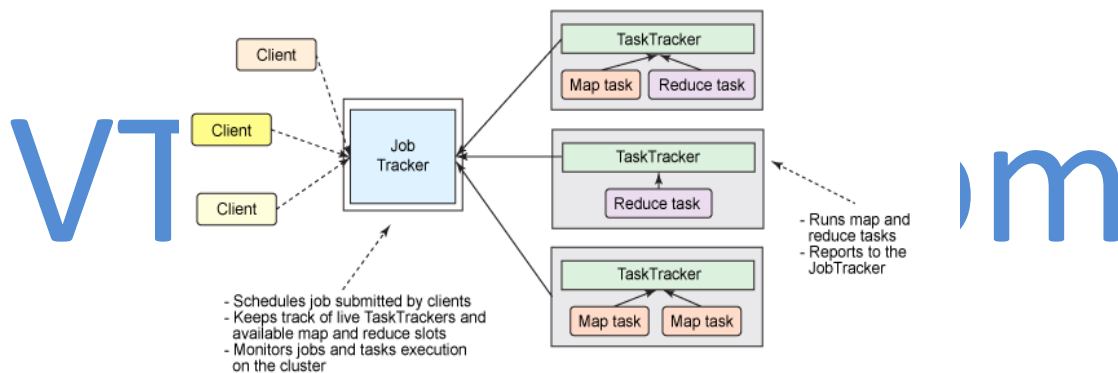 Client
Client
Client
Job
Tracker
TaskTracker
Map task
Reduce task
TaskTracker
Reduce task
TaskTracker
Map task
Map task
- Schedules job submitted by clients
- Keeps track of live TaskTrackers and
available map and reduce slots
- Monitors jobs and tasks execution
on the cluster
- Runs map and
reduce tasks
- Reports to the
JobTracker